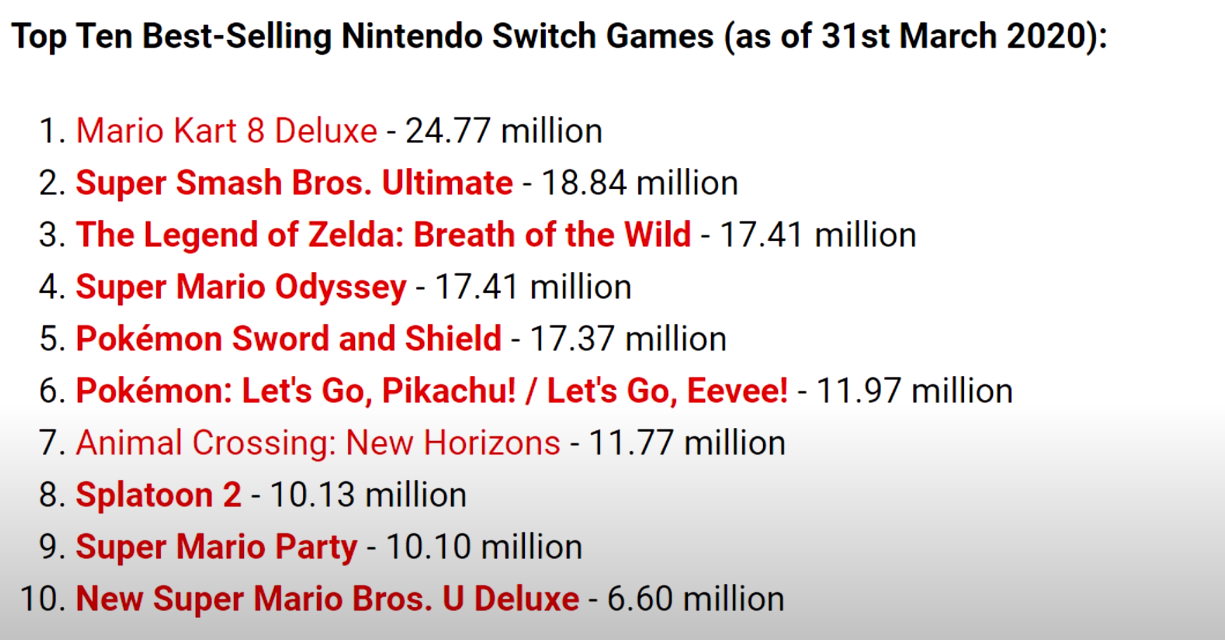 Top Ten Best-Selling Nintendo Switch Games (as of 31st March 2020):
1. Mario Kart 8 Deluxe - 24.77 million
2. Super Smash Bros. Ultimate - 18.84 million
3. The Legend of Zelda: Breath of the Wild - 17.41 million
4. Super Mario Odyssey - 17.41 million
5. Pokémon Sword and Shield - 17.37 million
6. Pokémon: Let's Go, Pikachu! / Let's Go, Eevee! - 11.97 million
7. Animal Crossing: New Horizons - 11.77 million
8. Splatoon 2 - 10.13 million
9. Super Mario Party - 10.10 million
10. New Super Mario Bros. U Deluxe - 6.60 million